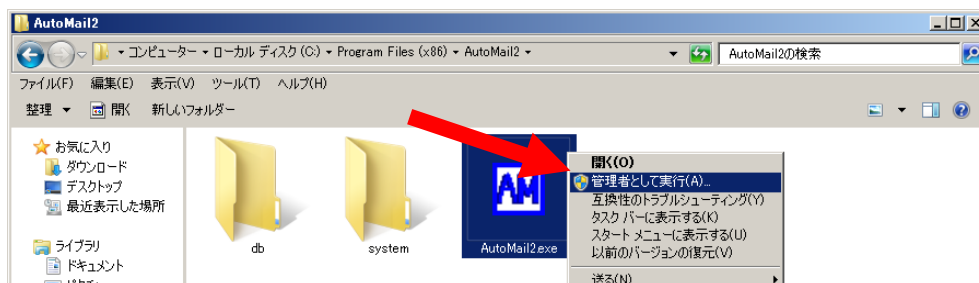 AutoMail2
コンピューター ▾ ローカル ディスク (C:) ▾ Program Files (x86) ▾ AutoMail2 ▾
AutoMail2の検索
ファイル(F) 編集(E) 表示(V) ツール(T) ヘルプ(H)
整理 ▼ 開く 新しいフォルダー
お気に入り
ダウンロード
デスクトップ
最近表示した場所
ライブラリ
ドキュメント
db
system
AM
AutoMail2.exe
開く(O)
管理者として実行(A)...
互換性のトラブルシューティング(Y)
タスク バーに表示する(K)
スタート メニューに表示する(U)
以前のバージョンの復元(V)
送る(N)